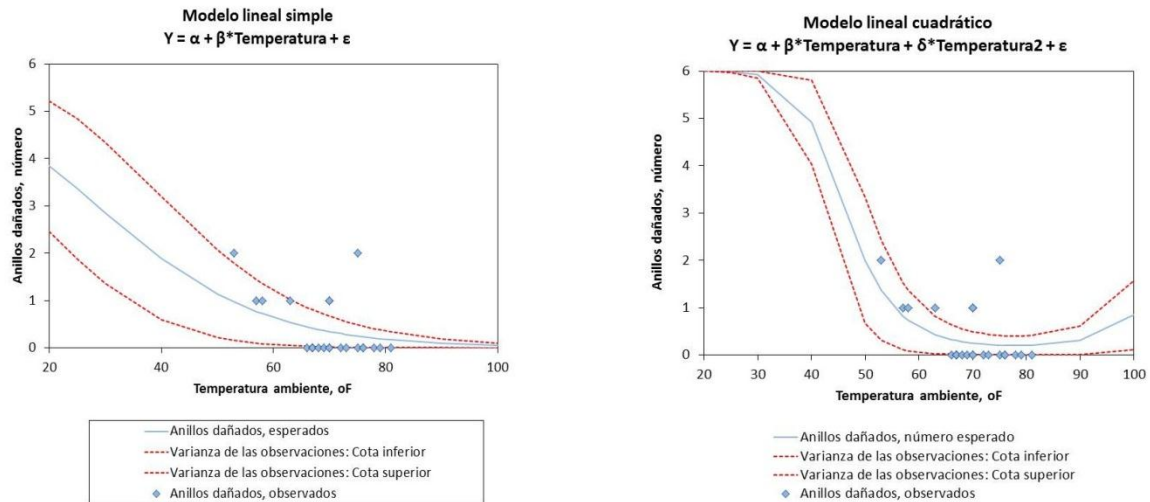 Modelo lineal simple
Y = α + β*Temperatura + ε
Anillos dañados, número
6
5
4
3
2
1
0
20
40
60
80
100
Temperatura ambiente, oF
Anillos dañados, esperados
Varianza de las observaciones: Cota inferior
Varianza de las observaciones: Cota superior
Anillos dañados, observados
Modelo lineal cuadrático
Y = α + β*Temperatura + δ*Temperatura2 + ε
Anillos dañados, número
6
5
4
3
2
1
0
20
30
40
50
60
70
80
90
100
Temperatura ambiente, oF
Anillos dañados, número esperado
Varianza de las observaciones: Cota inferior
Varianza de las observaciones: Cota superior
Anillos dañados, observados